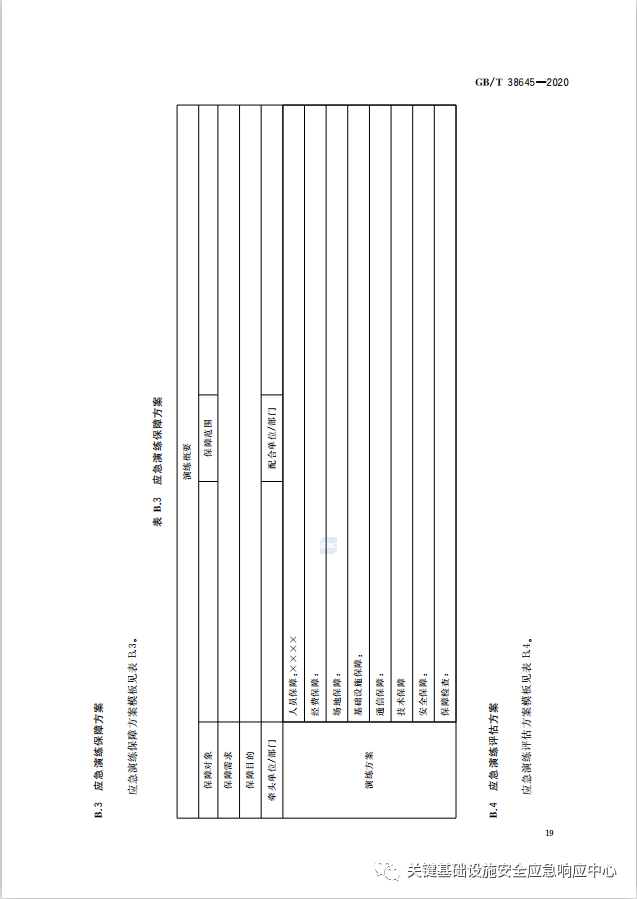 GB/T 38645—2020
B.3 应急演练保障方案
应急演练保障方案模板见表 B.3。
表 B.3 应急演练保障方案
演练概要
保障对象 保障范围
保障需求
保障目的
牵头单位/部门 配合单位/部门
演练方案
人员保障：××××
经费保障：
场地保障：
基础设施保障：
通信保障：
技术保障
安全保障：
保障检查：
B.4 应急演练评估方案
应急演练评估方案模板见表 B.4。
19
关键基础设施安全应急响应中心